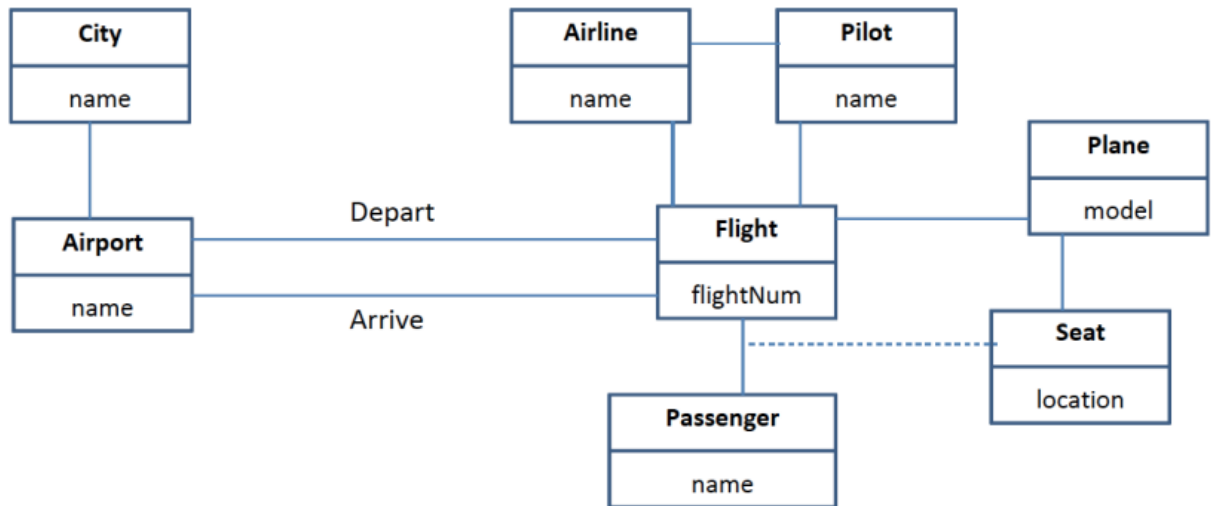 City
name
Airline
name
Pilot
name
Plane
model
Airport
name
Depart
Arrive
Flight
flightNum
Seat
location
Passenger
name